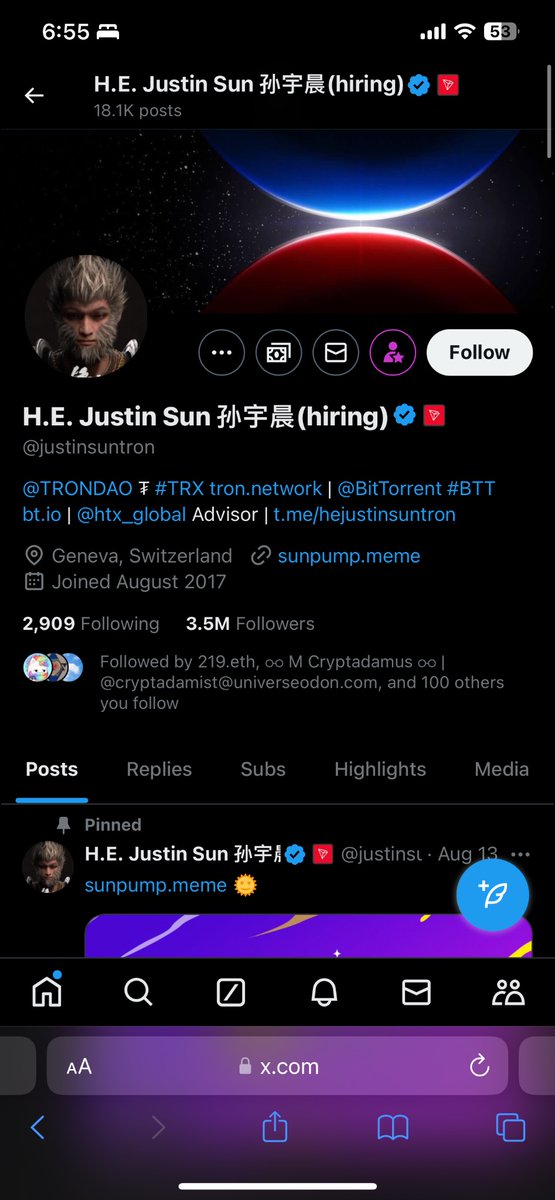 6:55
53
H.E. Justin Sun 孙宇晨(hiring)
18.1K posts
Follow
H.E. Justin Sun 孙宇晨(hiring)
@justinsuntron
@TRONDAO ₮ #TRX tron.network | @BitTorrent #BTT
bt.io | @htx_global Advisor | t.me/hejustinsuntron
Geneva, Switzerland sunpump.meme
Joined August 2017
2,909 Following 3.5M Followers
Followed by 219.eth, ∞ M Cryptadamus ∞ |
@cryptadamist@universeodon.com, and 100 others
you follow
Posts Replies Subs Highlights Media
Pinned
H.E. Justin Sun 孙宇 @justinsu · Aug 13 ···
sunpump.meme 🌞
AA x.com